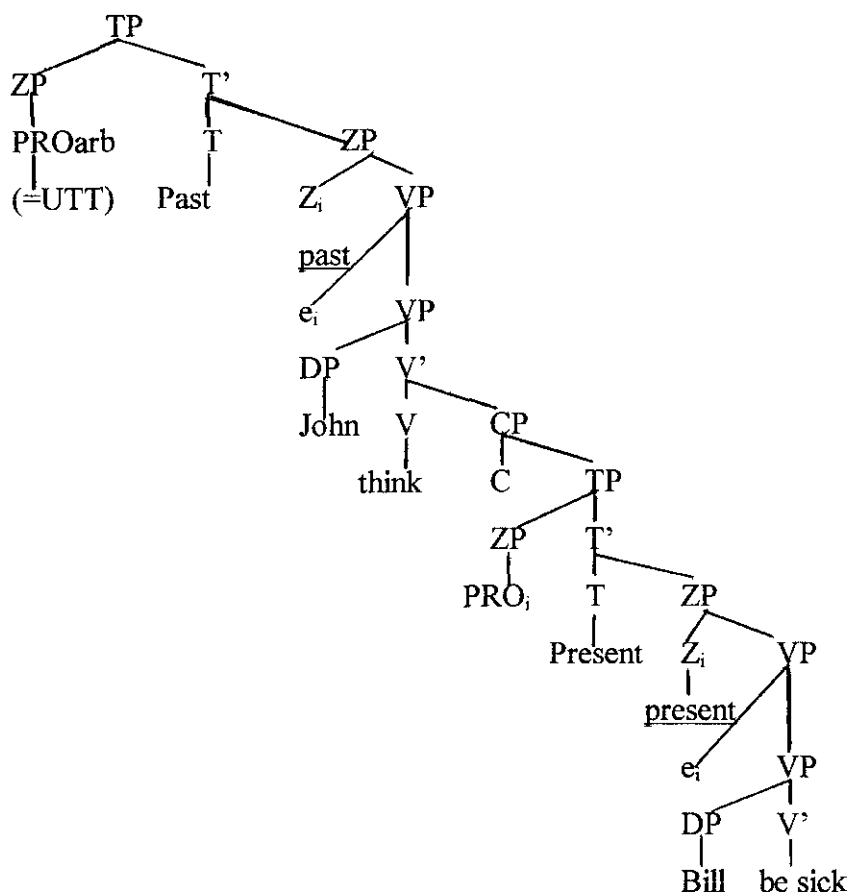 TP
ZP T’
PROarb T ZP
(=UTT) Past Zᵢ VP
past
eᵢ VP
DP V’
John V CP
think C TP
ZP T’
PROᵢ T ZP
Present Zᵢ VP
present
eᵢ VP
DP V’
Bill be sick